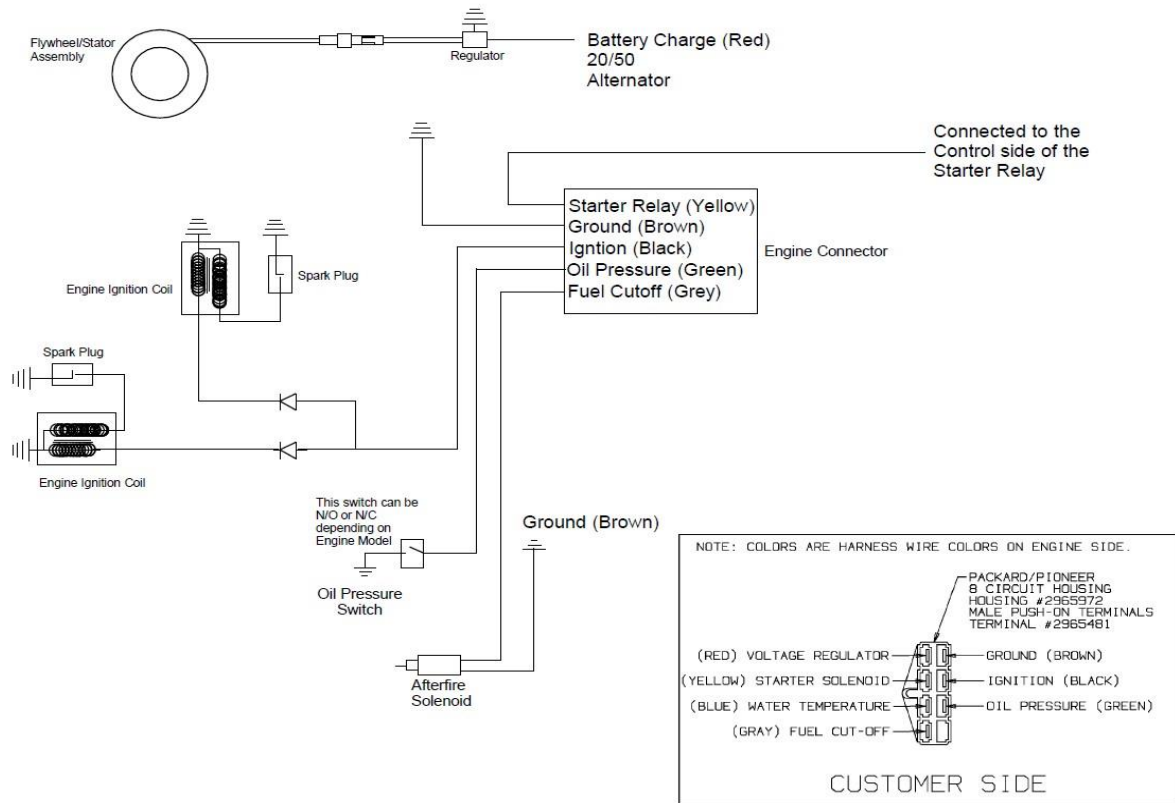 Flywheel/Stator
Assembly
Regulator
Battery Charge (Red)
20/50
Alternator
Connected to the
Control side of the
Starter Relay
Starter Relay (Yellow)
Ground (Brown)
Igntion (Black)
Oil Pressure (Green)
Fuel Cutoff (Grey)
Engine Connector
Engine Ignition Coil
Spark Plug
Spark Plug
Engine Ignition Coil
This switch can be
N/O or N/C
depending on
Engine Model
Oil Pressure
Switch
Ground (Brown)
Afterfire
Solenoid
NOTE: COLORS ARE HARNESS WIRE COLORS ON ENGINE SIDE.
PACKARD/PIONEER
8 CIRCUIT HOUSING
HOUSING #2965972
MALE PUSH-ON TERMINALS
TERMINAL #2965481
(RED) VOLTAGE REGULATOR
GROUND (BROWN)
(YELLOW) STARTER SOLENOID
IGNITION (BLACK)
(BLUE) WATER TEMPERATURE
OIL PRESSURE (GREEN)
(GRAY) FUEL CUT-OFF
CUSTOMER SIDE